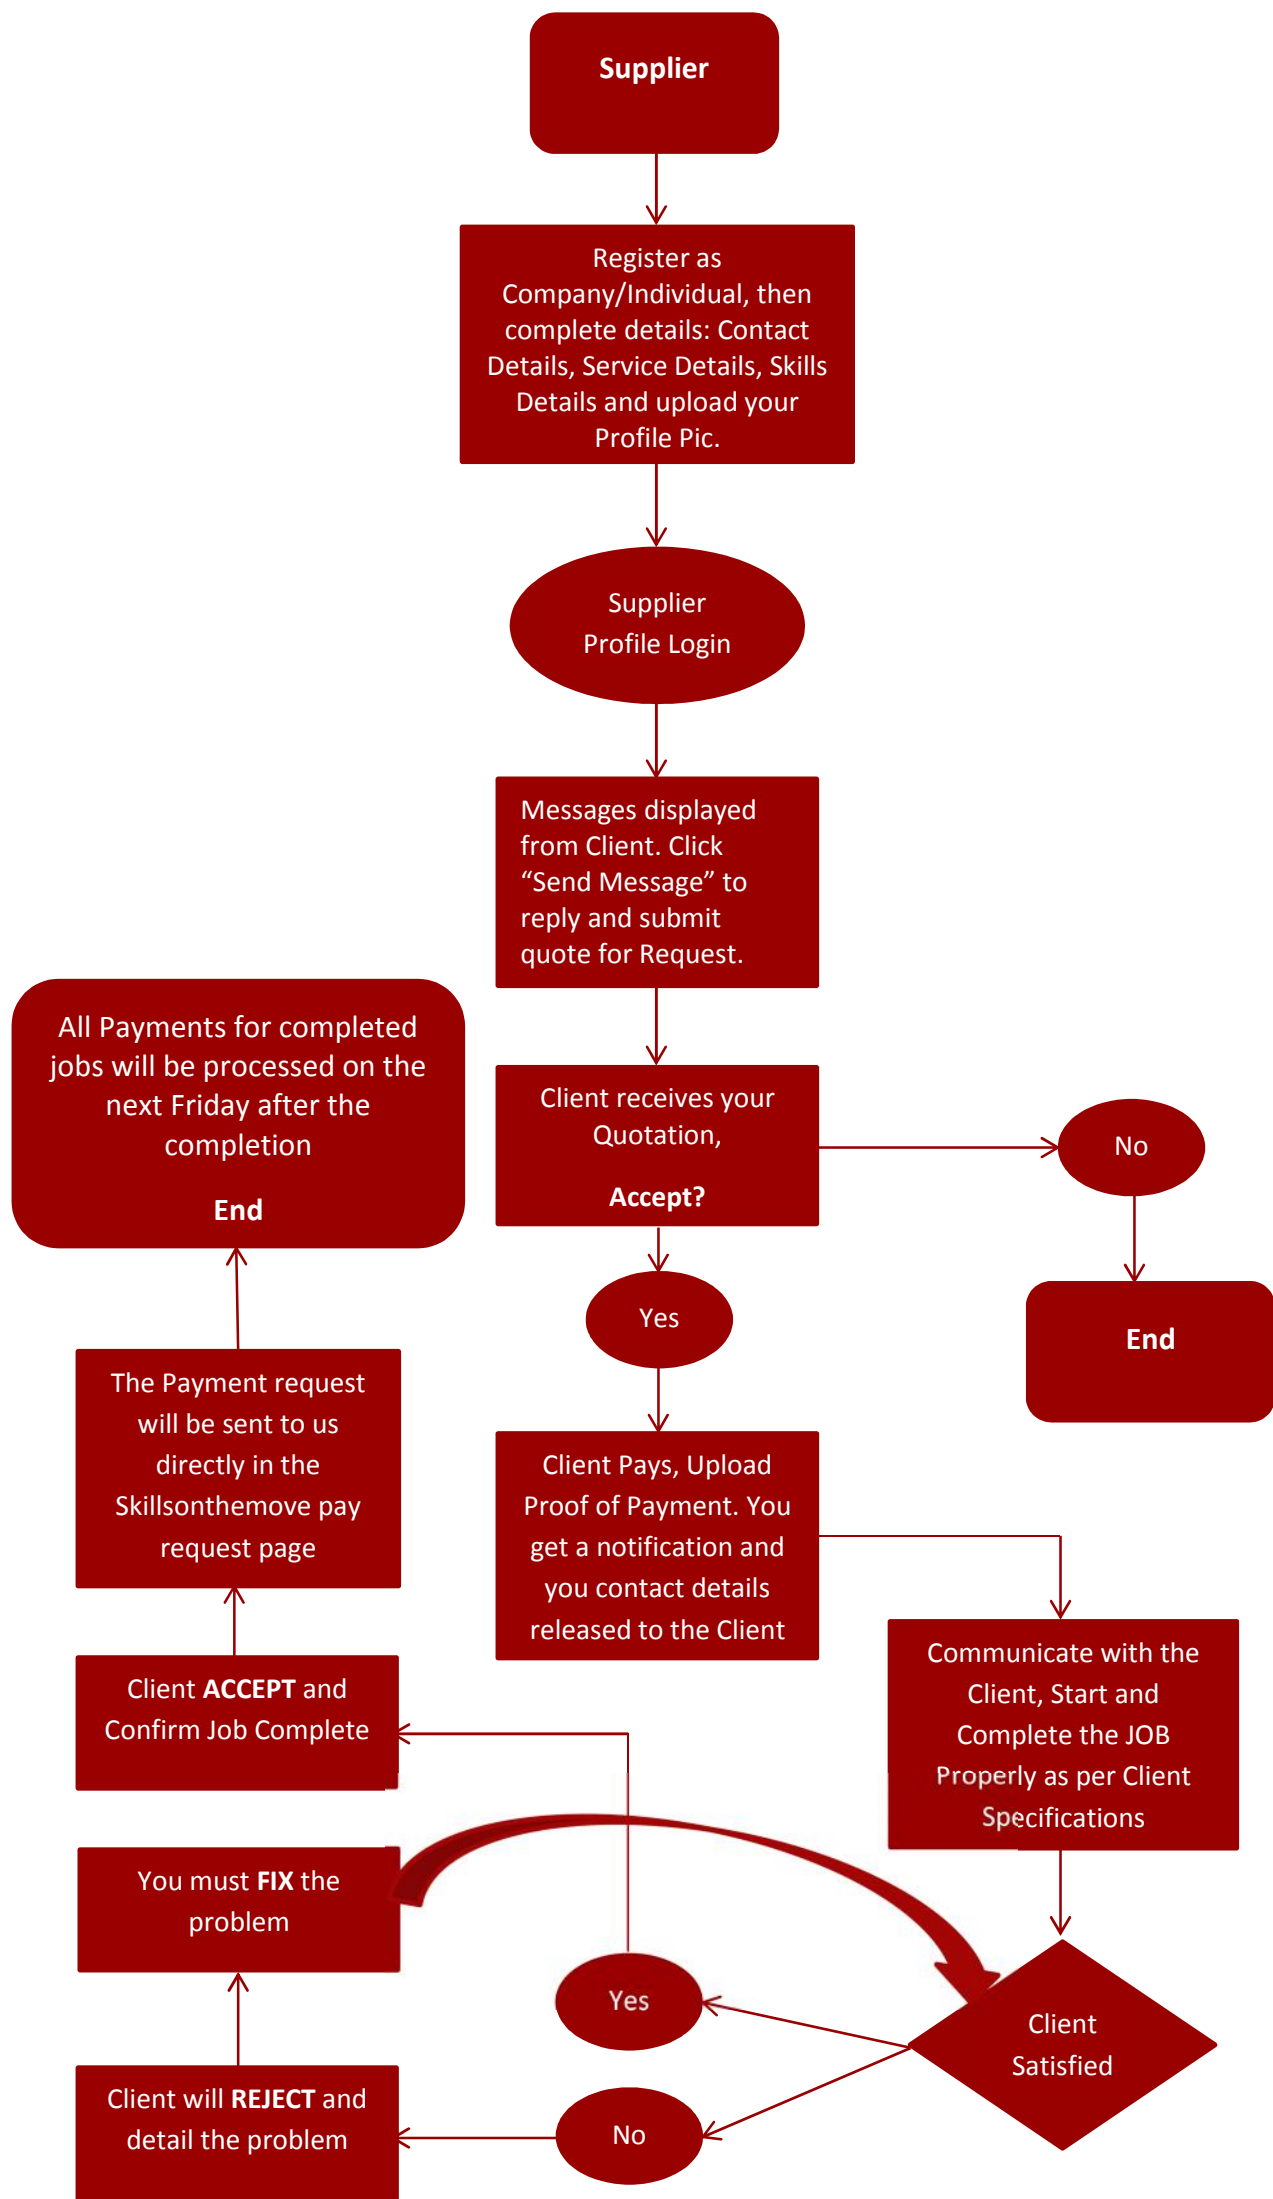 Supplier
Register as
Company/Individual, then
complete details: Contact
Details, Service Details, Skills
Details and upload your
Profile Pic.
Supplier
Profile Login
Messages displayed
from Client. Click
“Send Message” to
reply and submit
quote for Request.
Client receives your
Quotation,
Accept?
No
End
Yes
Client Pays, Upload
Proof of Payment. You
get a notification and
you contact details
released to the Client
Communicate with the
Client, Start and
Complete the JOB
Properly as per Client
Specifications
Client
Satisfied
Yes
No
Client will REJECT and
detail the problem
You must FIX the
problem
Client ACCEPT and
Confirm Job Complete
The Payment request
will be sent to us
directly in the
Skillsonthemove pay
request page
All Payments for completed
jobs will be processed on the
next Friday after the
completion
End